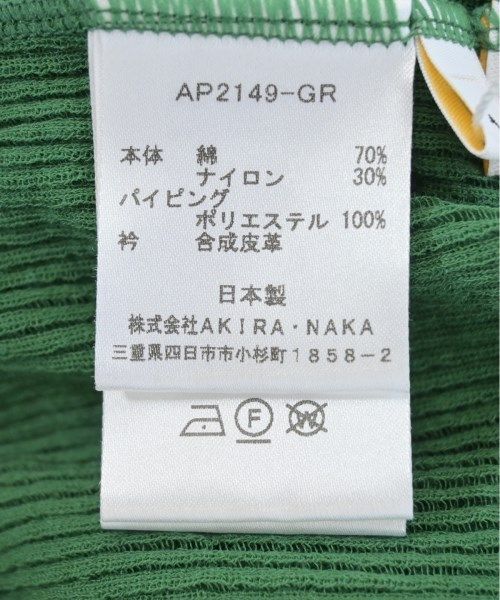 AP2149-GR
本体 綿 70%
ナイロン 30%
パイピング
ポリエステル 100%
衿 合成皮革
日本製
株式会社AKIRA・NAKA
三重県四日市市小杉町1858-2
F
W